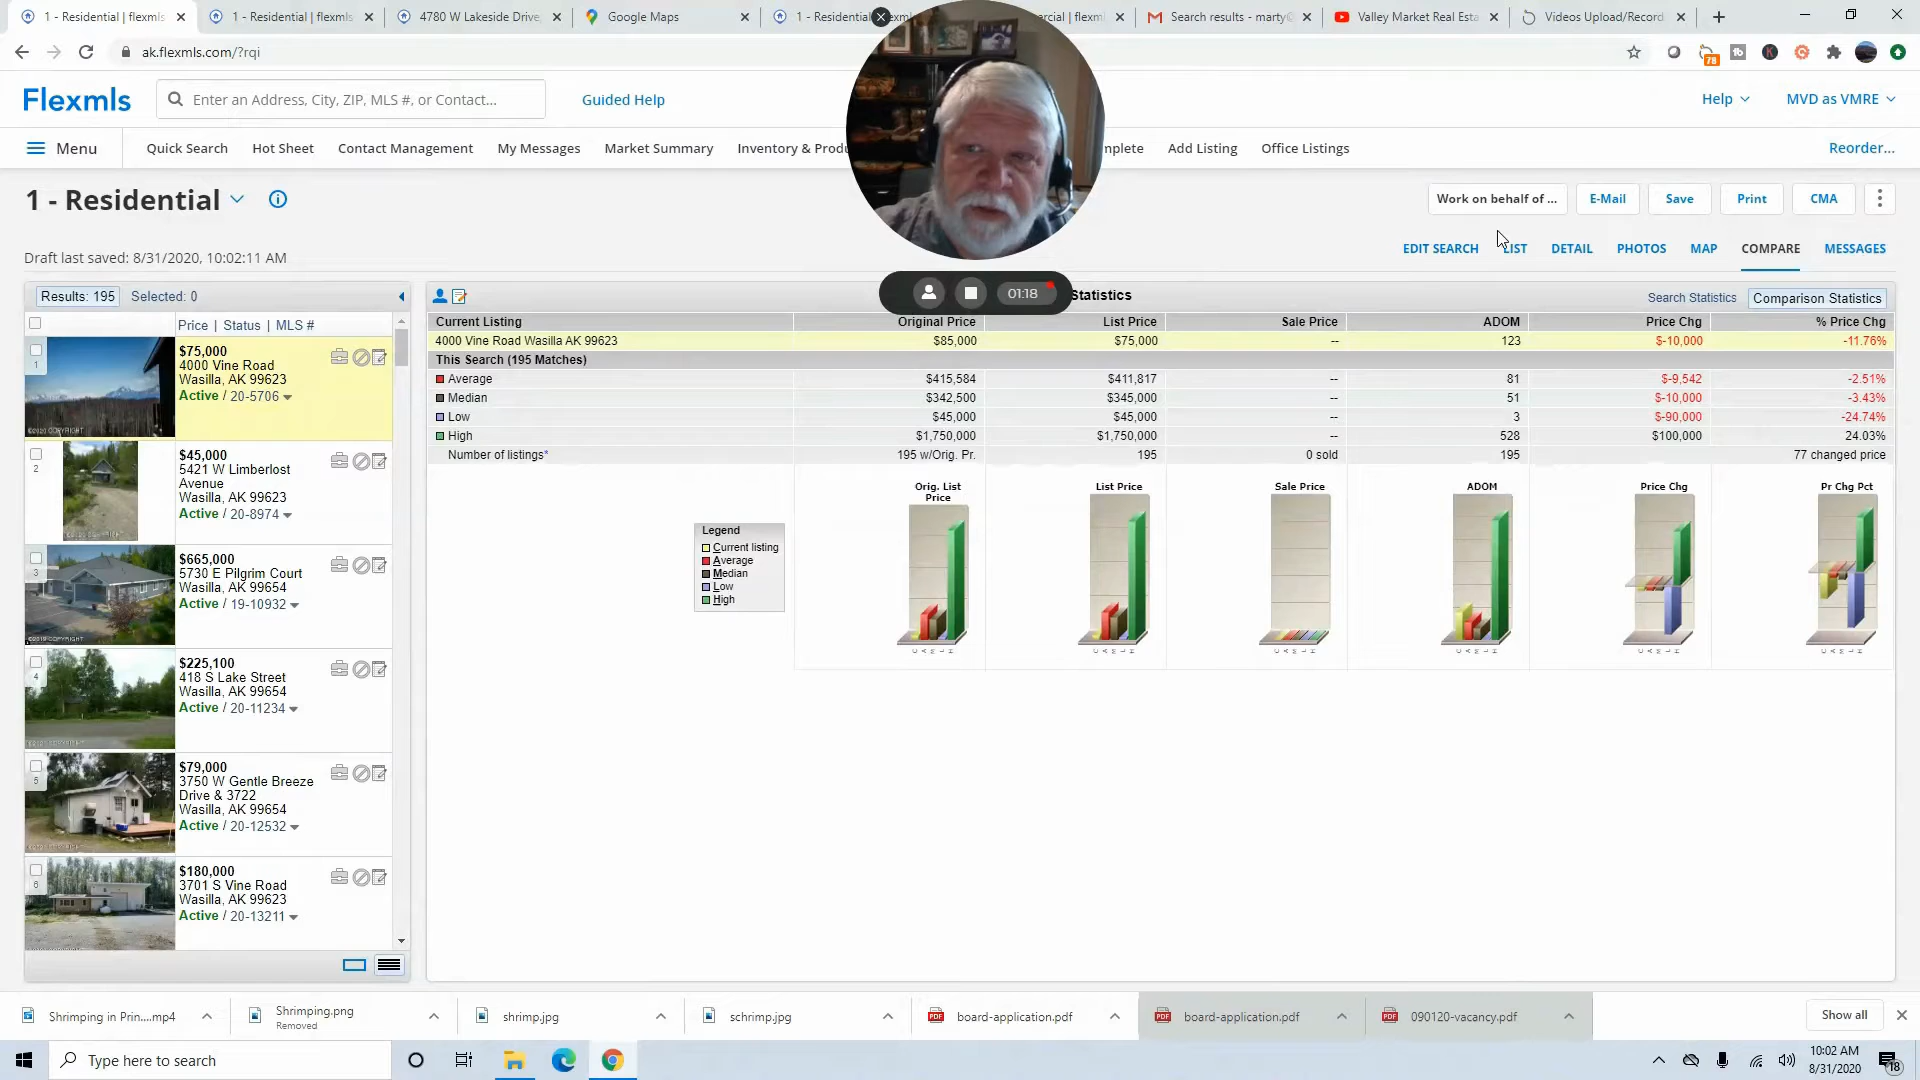 1 - Residential | flexmls
1 - Residential | flexmls
4780 W Lakeside Drive,
Google Maps
1 - Residential
Search results - marty@
Valley Market Real Esta
Videos Upload/Record
ak.flexmls.com/?rqi
78
Flexmls
Enter an Address, City, ZIP, MLS #, or Contact...
Guided Help
Help
MVD as VMRE
Menu
Quick Search
Hot Sheet
Contact Management
My Messages
Market Summary
Inventory & Produ
mplete
Add Listing
Office Listings
Reorder...
1 - Residential
Work on behalf of ...
E-Mail
Save
Print
CMA
Draft last saved: 8/31/2020, 10:02:11 AM
EDIT SEARCH
LIST
DETAIL
PHOTOS
MAP
COMPARE
MESSAGES
01:18
Results: 195
Selected: 0
Price | Status | MLS #
1
$75,000
4000 Vine Road
Wasilla, AK 99623
Active / 20-5706
©2020 COPYRIGHT
2
$45,000
5421 W Limberlost
Avenue
Wasilla, AK 99623
Active / 20-8974
3
$665,000
5730 E Pilgrim Court
Wasilla, AK 99654
Active / 19-10932
4
$225,100
418 S Lake Street
Wasilla, AK 99654
Active / 20-11234
5
$79,000
3750 W Gentle Breeze
Drive & 3722
Wasilla, AK 99654
Active / 20-12532
6
$180,000
3701 S Vine Road
Wasilla, AK 99623
Active / 20-13211
Statistics
Search Statistics
Comparison Statistics
Current Listing Original Price List Price Sale Price ADOM Price Chg % Price Chg
4000 Vine Road Wasilla AK 99623 $85,000 $75,000 -- 123 $-10,000 -11.76%
This Search (195 Matches)
Average $415,584 $411,817 -- 81 $-9,542 -2.51%
Median $342,500 $345,000 -- 51 $-10,000 -3.43%
Low $45,000 $45,000 -- 3 $-90,000 -24.74%
High $1,750,000 $1,750,000 -- 528 $100,000 24.03%
Number of listings* 195 w/Orig. Pr. 195 0 sold 195 77 changed price
Orig. List
Price
List Price
Sale Price
ADOM
Price Chg
Pr Chg Pct
Legend
Current listing
Average
Median
Low
High
C A M L H
C A M L H
C A M L H
C A M L H
C A M L H
C A M L H
Shrimping in Prin....mp4
Shrimping.png
Removed
shrimp.jpg
schrimp.jpg
board-application.pdf
board-application.pdf
090120-vacancy.pdf
Show all
Type here to search
10:02 AM
8/31/2020
18